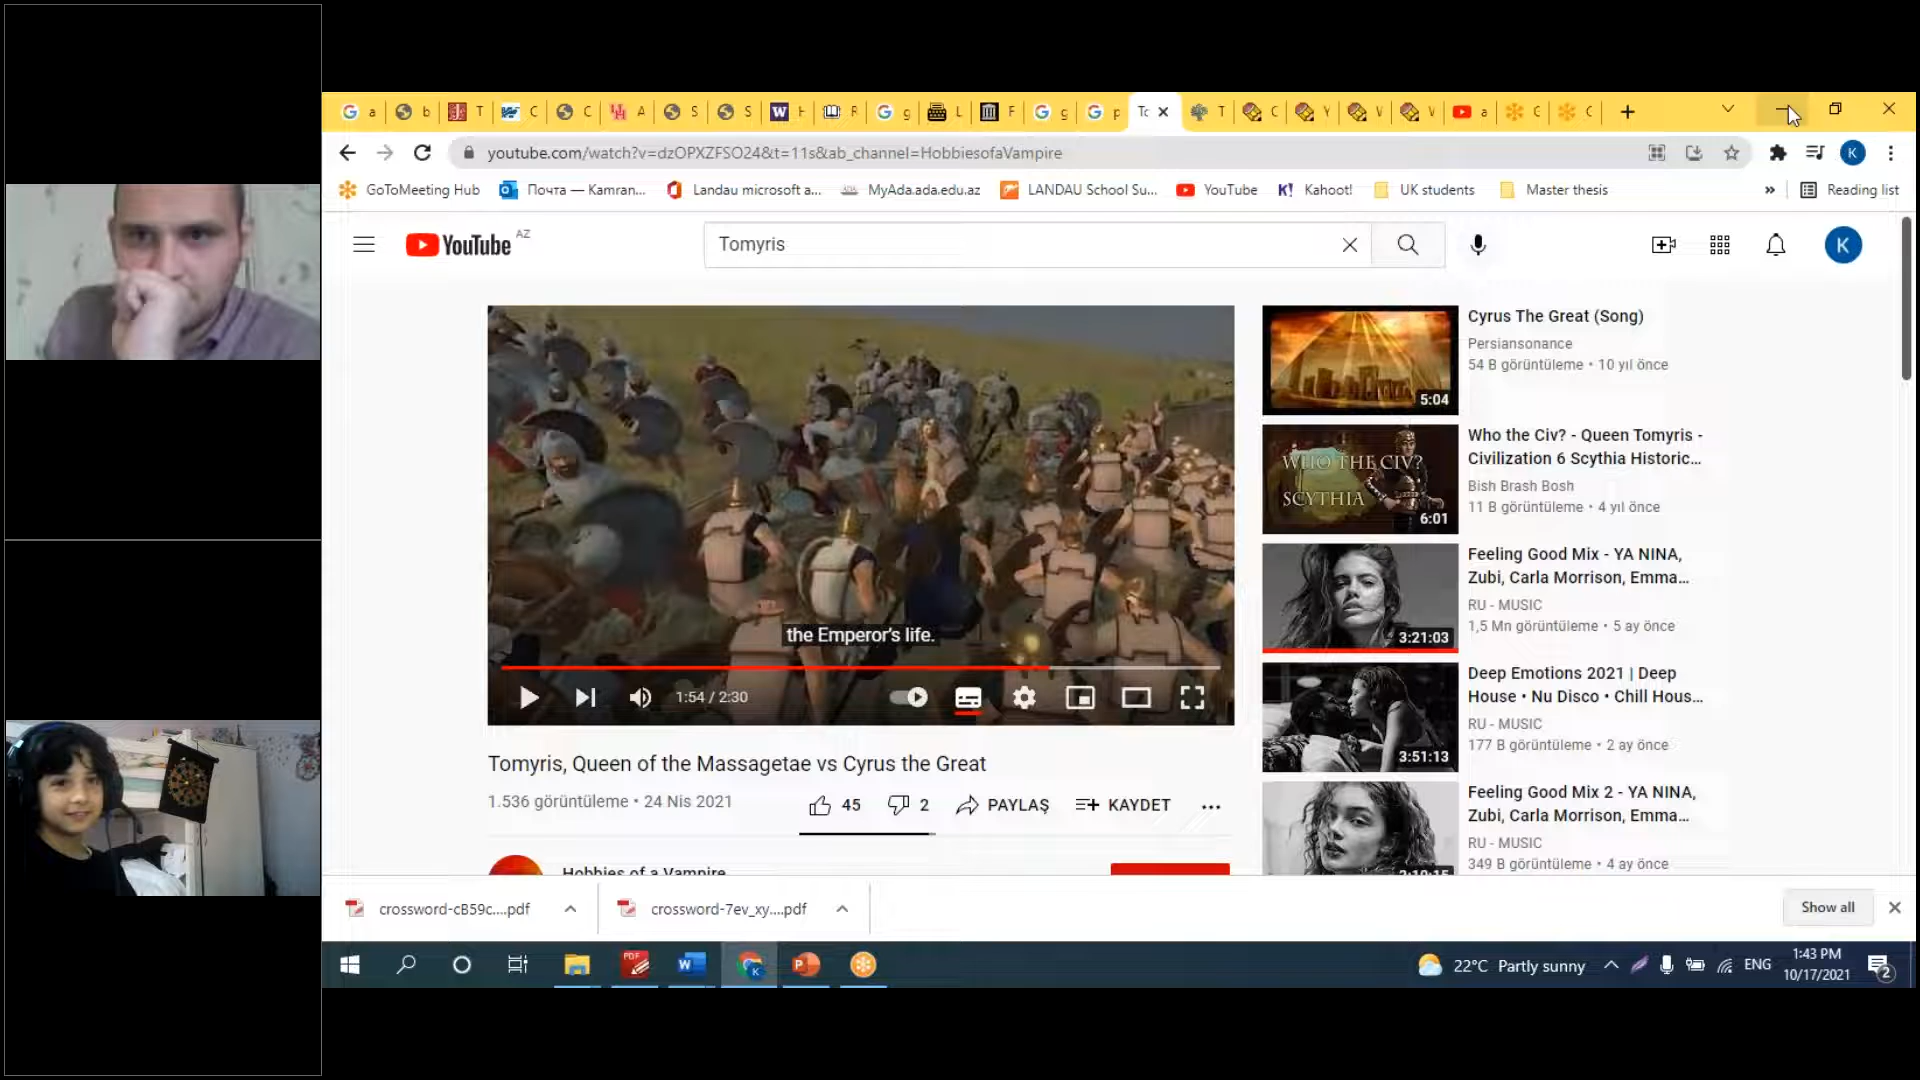 a b T C C A S S H R g L F g p Tc T C Y V V a G C
youtube.com/watch?v=dzOPXZFSO24&t=11s&ab_channel=HobbiesofaVampire
K
GoToMeeting Hub Почта — Kamran... Landau microsoft a... MyAda.ada.edu.az LANDAU School Su... YouTube K! Kahoot! UK students Master thesis » Reading list
YouTube AZ
Tomyris
K
WHO THE CIV?
SCYTHIA
the Emperor's life.
1:54 / 2:30
Tomyris, Queen of the Massagetae vs Cyrus the Great
1.536 görüntüleme • 24 Nis 2021
45 2 PAYLAŞ KAYDET
Hobbies of a Vampire
5:04
Cyrus The Great (Song)
Persiansonance
54 B görüntüleme • 10 yıl önce
6:01
Who the Civ? - Queen Tomyris -
Civilization 6 Scythia Historic...
Bish Brash Bosh
11 B görüntüleme • 4 yıl önce
3:21:03
Feeling Good Mix - YA NINA,
Zubi, Carla Morrison, Emma...
RU - MUSIC
1,5 Mn görüntüleme • 5 ay önce
3:51:13
Deep Emotions 2021 | Deep
House • Nu Disco • Chill Hous...
RU - MUSIC
177 B görüntüleme • 2 ay önce
Feeling Good Mix 2 - YA NINA,
Zubi, Carla Morrison, Emma...
RU - MUSIC
349 B görüntüleme • 4 ay önce
crossword-cB59c....pdf crossword-7ev_xy....pdf Show all
22°C Partly sunny ENG
1:43 PM
10/17/2021
2